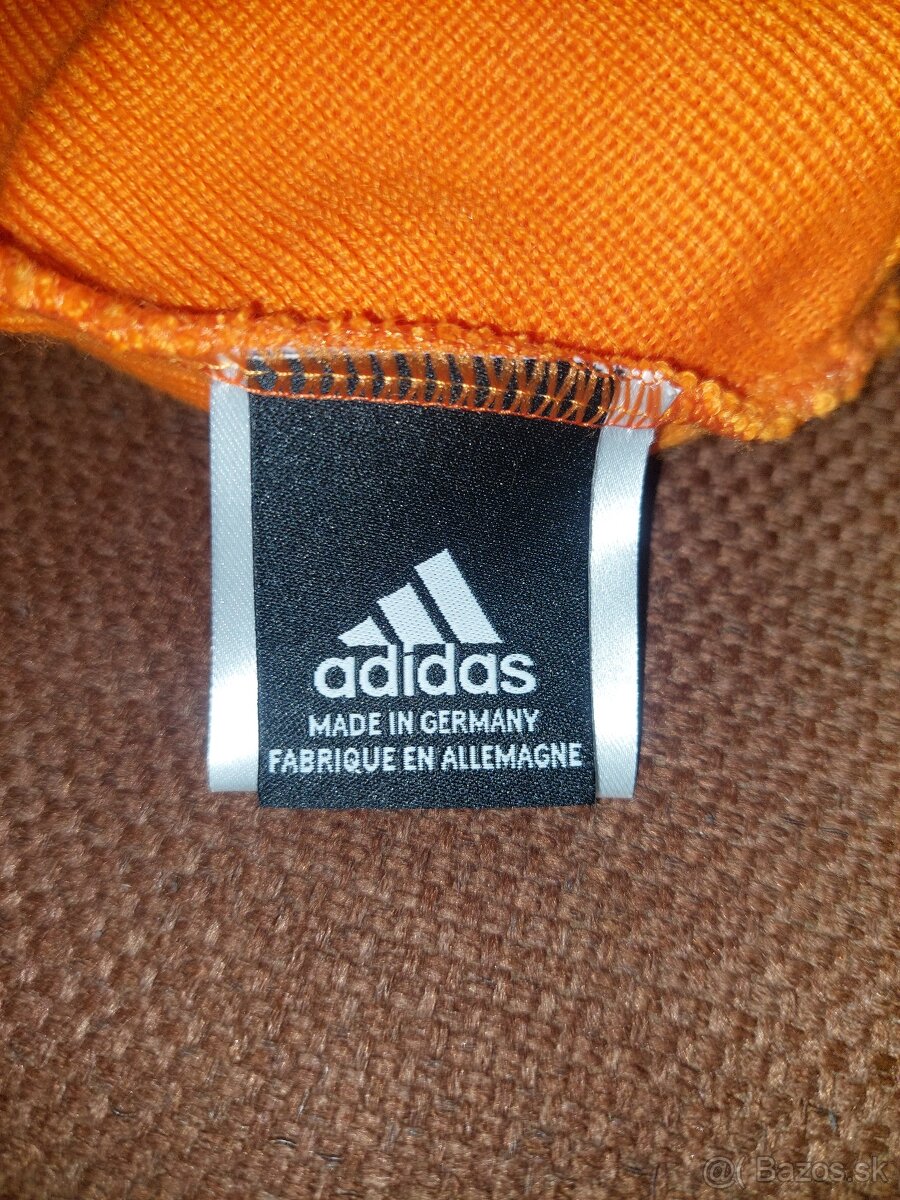 adidas
MADE IN GERMANY
FABRIQUE EN ALLEMAGNE
@( Bazos.sk